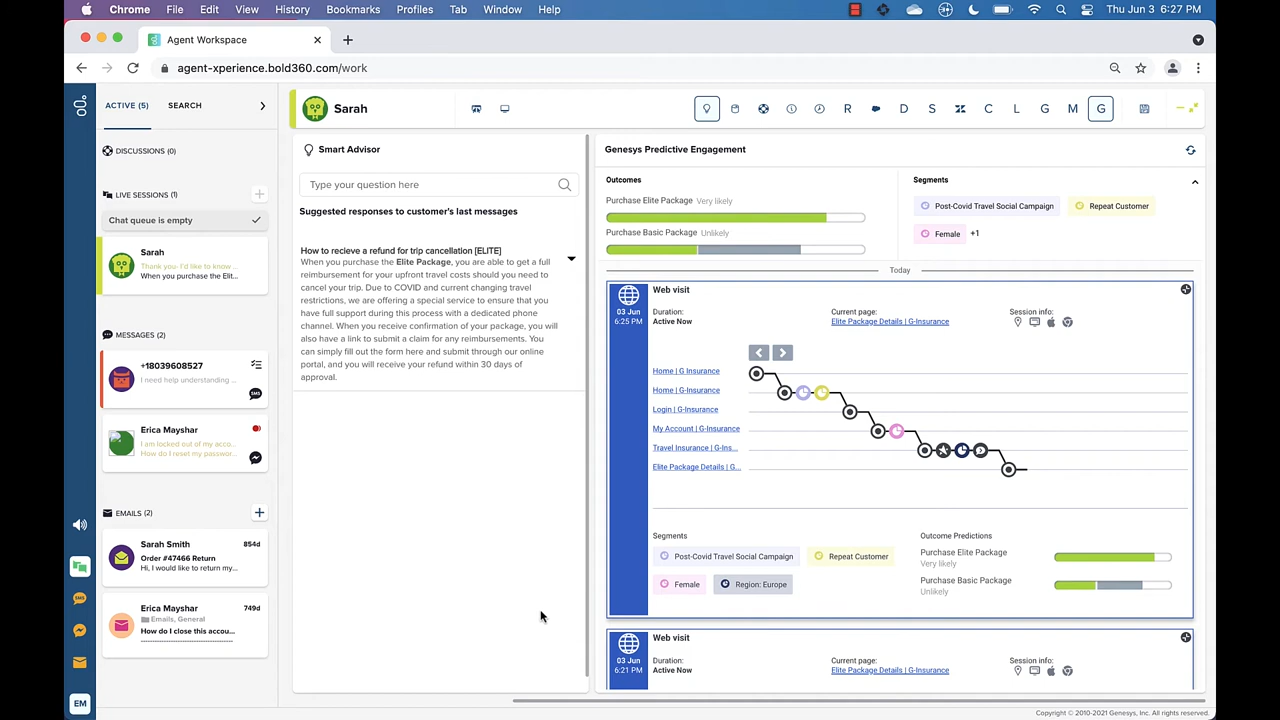 Chrome File Edit View History Bookmarks Profiles Tab Window Help Thu Jun 3 6:27 PM
Agent Workspace
agent-xperience.bold360.com/work
ACTIVE (5) SEARCH
Sarah
R D S C L G M G
DISCUSSIONS (0)
LIVE SESSIONS (1)
Chat queue is empty
Sarah
Thank you- I'd like to know ...
When you purchase the Elit...
MESSAGES (2)
+18039608527
I need help understanding ...
SMS
Erica Mayshar
I am locked out of my acco...
How do I reset my passwor...
EMAILS (2)
Sarah Smith 854d
Order #47466 Return
Hi, I would like to return my...
Erica Mayshar 749d
Emails, General
How do I close this accou...
SMS
EM
Smart Advisor
Type your question here
Suggested responses to customer's last messages
How to recieve a refund for trip cancellation [ELITE]
When you purchase the Elite Package, you are able to get a full
reimbursement for your upfront travel costs should you need to
cancel your trip. Due to COVID and current changing travel
restrictions, we are offering a special service to ensure that you
have full support during this process with a dedicated phone
channel. When you receive confirmation of your package, you will
also have a link to submit a claim for any reimbursements. You
can simply fill out the form here and submit through our online
portal, and you will receive your refund within 30 days of
approval.
Genesys Predictive Engagement
Outcomes
Purchase Elite Package Very likely
Purchase Basic Package Unlikely
Segments
Post-Covid Travel Social Campaign Repeat Customer
Female +1
Today
Web visit
03 Jun
6:25 PM
Duration:
Active Now
Current page:
Elite Package Details | G-Insurance
Session info:
Home | G Insurance
Home | G-Insurance
Login | G-Insurance
My Account | G-Insurance
Travel Insurance | G-Ins...
Elite Package Details | G...
Segments
Post-Covid Travel Social Campaign Repeat Customer
Female Region: Europe
Outcome Predictions
Purchase Elite Package
Very likely
Purchase Basic Package
Unlikely
Web visit
03 Jun
6:21 PM
Duration:
Active Now
Current page:
Elite Package Details | G-Insurance
Session info:
Copyright © 2010-2021 Genesys, Inc. All rights reserved.